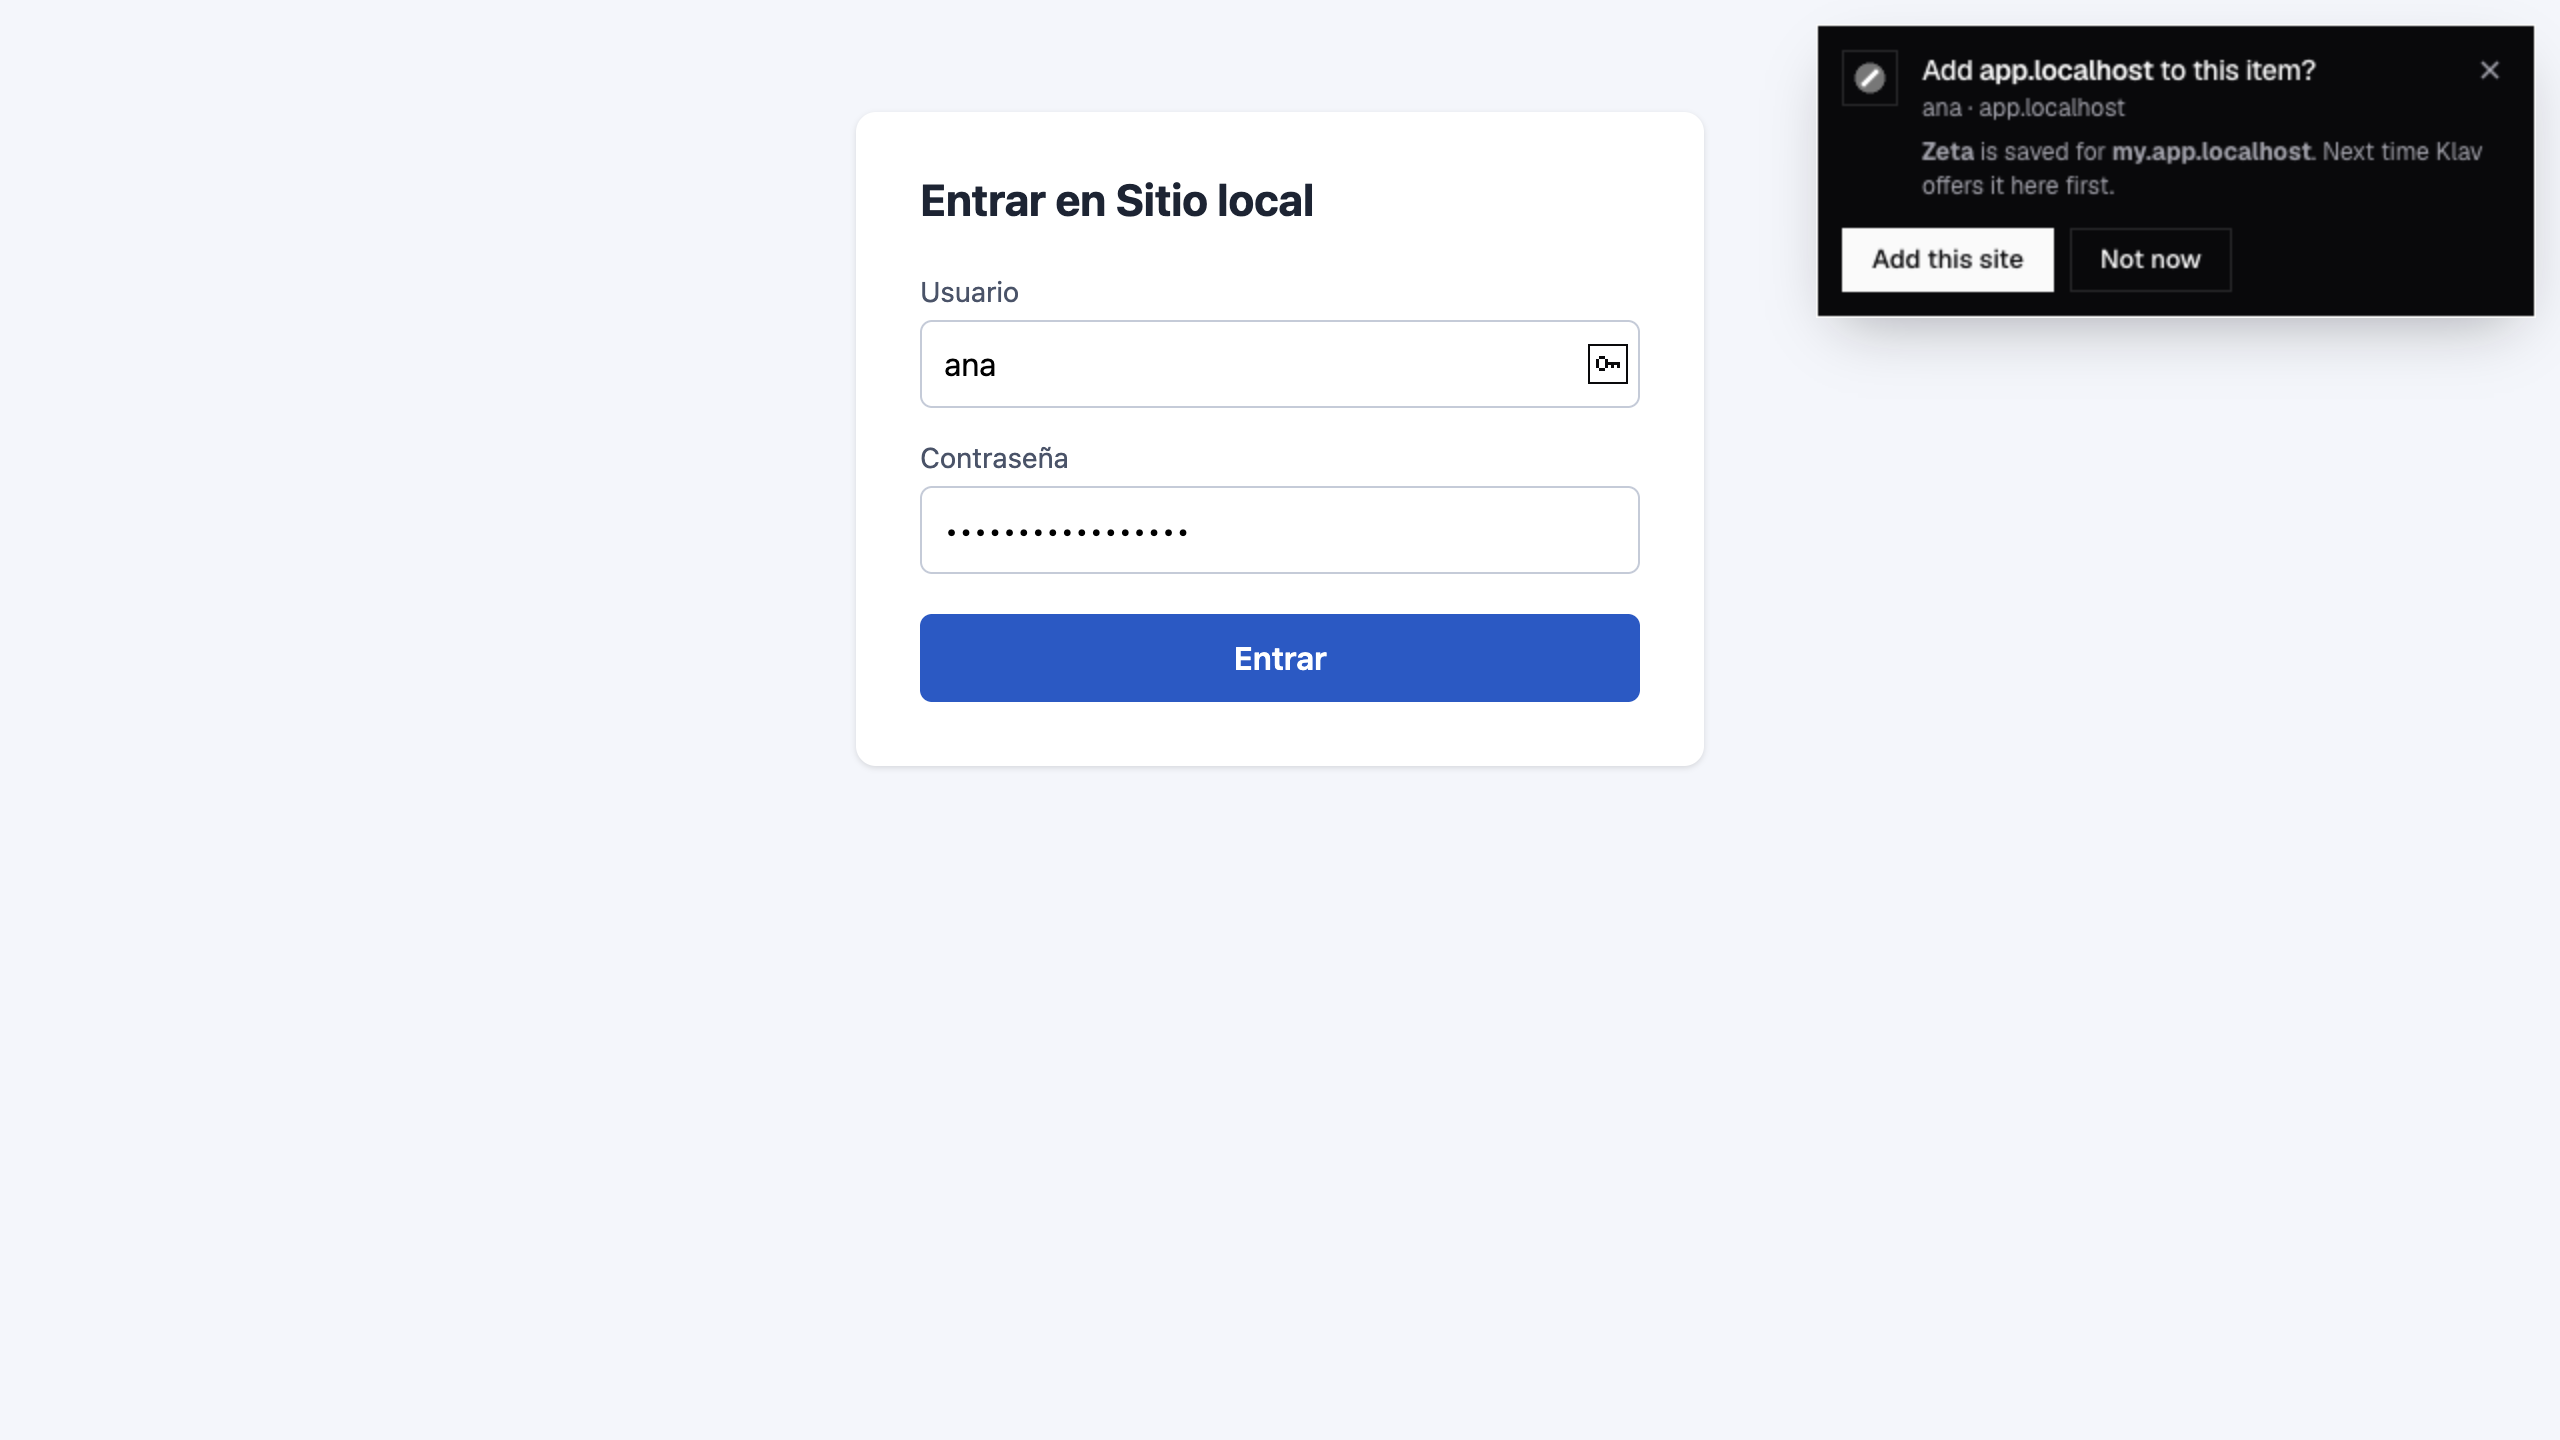 Entrar en Sitio local
Usuario
ana
Contraseña
•••••••••••••••••
Entrar
Add app.localhost to this item?
ana · app.localhost
Zeta is saved for my.app.localhost. Next time Klav
offers it here first.
Add this site
Not now